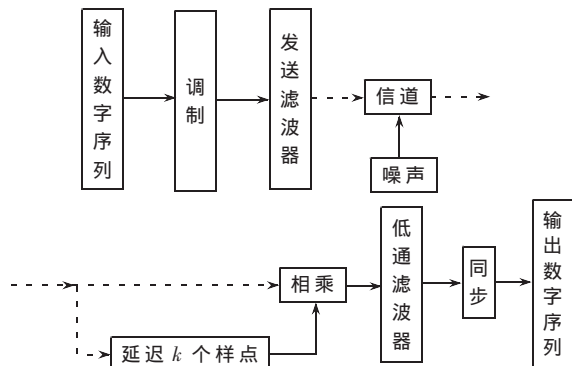 输入数字序列
调制
发送滤波器
信道
噪声
相乘
延迟 k 个样点
低通滤波器
同步
输出数字序列